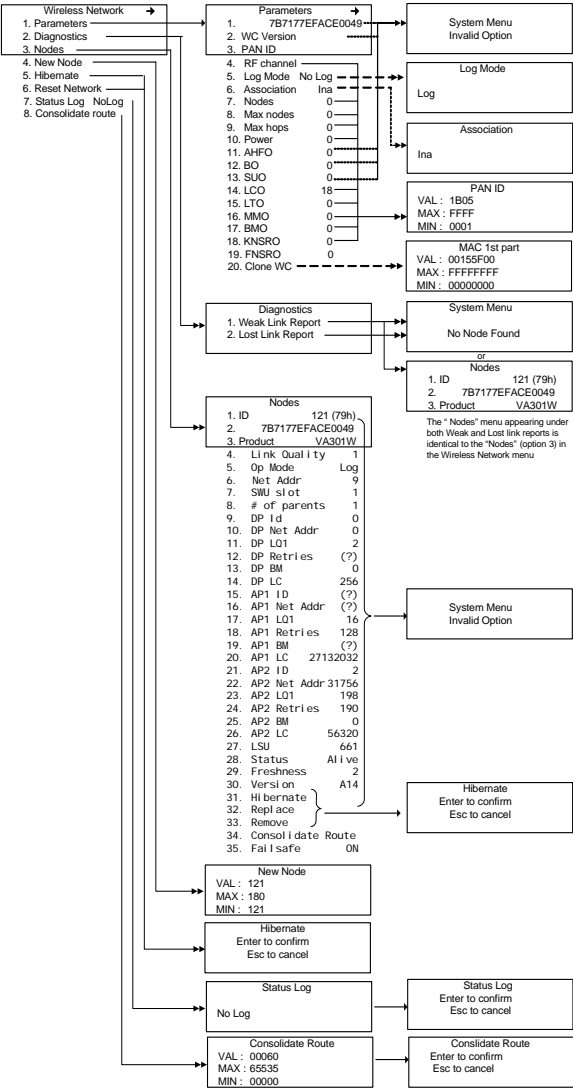 Wireless Network →
1. Parameters
2. Diagnostics
3. Nodes
4. New Node
5. Hibernate
6. Reset Network
7. Status Log NoLog
8. Consolidate route
Parameters →
1. 7B7177EFACE0049
2. WC Version
3. PAN ID
4. RF channel
5. Log Mode No Log
6. Association Ina
7. Nodes 0
8. Max nodes 0
9. Max hops 0
10. Power 0
11. AHFO 0
12. BO 0
13. SUO 0
14. LCO 18
15. LTO 0
16. MMO 0
17. BMO 0
18. KNSRO 0
19. FNSRO 0
20. Clone WC
System Menu
Invalid Option
Log Mode
Log
Association
Ina
PAN ID
VAL : 1B05
MAX : FFFF
MIN : 0001
MAC 1st part
VAL : 00155F00
MAX : FFFFFFFF
MIN : 00000000
Diagnostics
1. Weak Link Report
2. Lost Link Report
System Menu
No Node Found
or
Nodes
1. ID 121 (79h)
2. 7B7177EFACE0049
3. Product VA301W
The " Nodes" menu appearing under
both Weak and Lost link reports is
identical to the "Nodes" (option 3) in
the Wireless Network menu
Nodes
1. ID 121 (79h)
2. 7B7177EFACE0049
3. Product VA301W
4. Link Quality 1
5. Op Mode Log
6. Net Addr 9
7. SWU slot 1
8. # of parents 1
9. DP Id 0
10. DP Net Addr 0
11. DP LQ1 2
12. DP Retries (?)
13. DP BM 0
14. DP LC 256
15. AP1 ID (?)
16. AP1 Net Addr (?)
17. AP1 LQ1 16
18. AP1 Retries 128
19. AP1 BM (?)
20. AP1 LC 27132032
21. AP2 ID 2
22. AP2 Net Addr 31756
23. AP2 LQ1 198
24. AP2 Retries 190
25. AP2 BM 0
26. AP2 LC 56320
27. LSU 661
28. Status Alive
29. Freshness 2
30. Version A14
31. Hibernate
32. Replace
33. Remove
34. Consolidate Route
35. Failsafe ON
System Menu
Invalid Option
Hibernate
Enter to confirm
Esc to cancel
New Node
VAL : 121
MAX : 180
MIN : 121
Hibernate
Enter to confirm
Esc to cancel
Status Log
No Log
Status Log
Enter to confirm
Esc to cancel
Consolidate Route
VAL : 00060
MAX : 65535
MIN : 00000
Conslidate Route
Enter to confirm
Esc to cancel